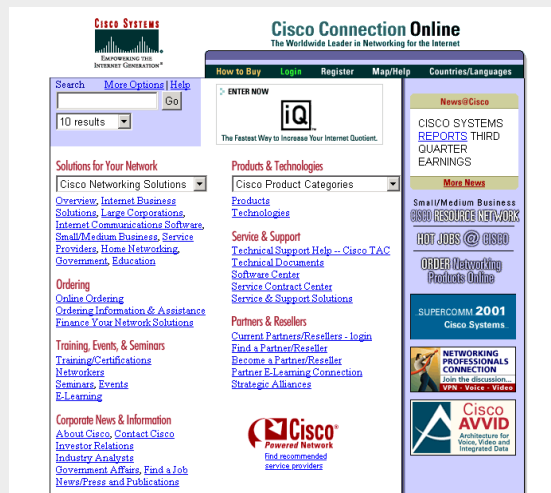 CISCO SYSTEMS
EMPOWERING THE
INTERNET GENERATION®
Cisco Connection Online
The Worldwide Leader in Networking for the Internet
How to Buy Login Register Map/Help Countries/Languages
Search More Options | Help
Go
10 results
ENTER NOW
iQ
The Fastest Way to Increase Your Internet Quotient.
Solutions for Your Network
Cisco Networking Solutions
Overview, Internet Business
Solutions, Large Corporations,
Internet Communications Software,
Small/Medium Business, Service
Providers, Home Networking,
Government, Education
Ordering
Online Ordering
Ordering Information & Assistance
Finance Your Network Solutions
Training, Events, & Seminars
Training/Certifications
Networkers
Seminars, Events
E-Learning
Corporate News & Information
About Cisco, Contact Cisco
Investor Relations
Industry Analysts
Government Affairs, Find a Job
News/Press and Publications
Products & Technologies
Cisco Product Categories
Products
Technologies
Service & Support
Technical Support Help -- Cisco TAC
Technical Documents
Software Center
Service Contract Center
Service & Support Solutions
Partners & Resellers
Current Partners/Resellers - login
Find a Partner/Reseller
Become a Partner/Reseller
Partner E-Learning Connection
Strategic Alliances
Cisco
Powered Network
Find recommended
service providers
News@Cisco
CISCO SYSTEMS
REPORTS THIRD
QUARTER
EARNINGS
More News
Small/Medium Business
CISCO RESOURCE NETWORK
HOT JOBS @ CISCO
ORDER Networking
Products Online
SUPERCOMM 2001
Cisco Systems
NETWORKING
PROFESSIONALS
CONNECTION
Join the discussion...
VPN - Voice - Video
Cisco
AVVID
Architecture for
Voice, Video and
Integrated Data